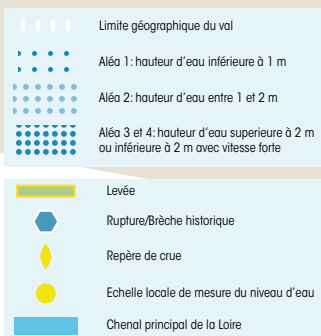 Limite géographique du val
Aléa 1: hauteur d'eau inférieure à 1 m
Aléa 2: hauteur d'eau entre 1 et 2 m
Aléa 3 et 4: hauteur d'eau superieure à 2 m
ou inférieure à 2 m avec vitesse forte
Levée
Rupture/Brèche historique
Repère de crue
Echelle locale de mesure du niveau d'eau
Chenal principal de la Loire